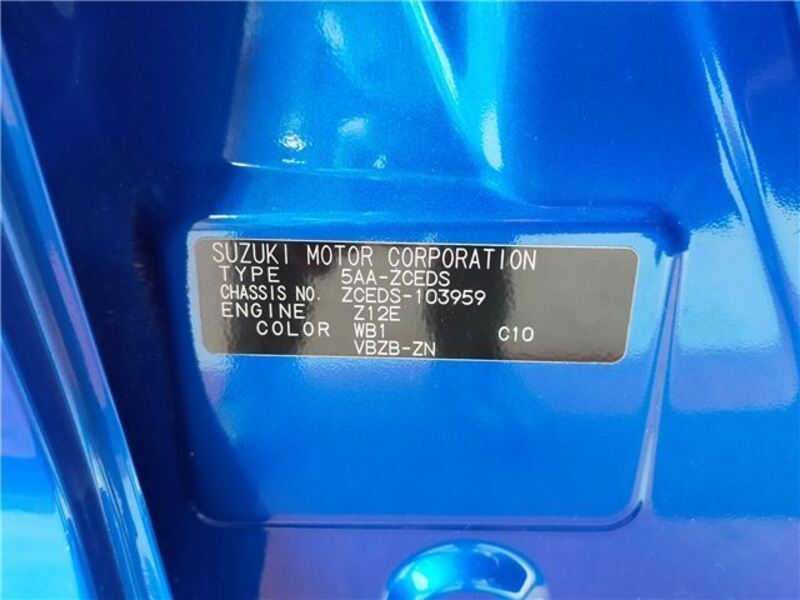 SUZUKI MOTOR CORPORATION
TYPE 5AA-ZCEDS
CHASSIS NO. ZCEDS-103959
ENGINE Z12E
COLOR WB1 C10
VBZB-ZN